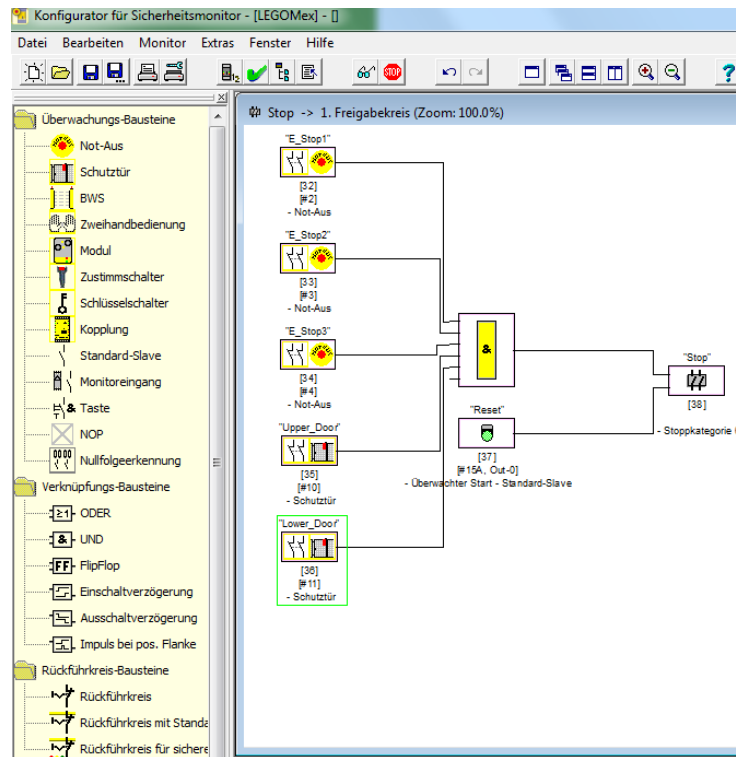 Konfigurator für Sicherheitsmonitor - [LEGOMex] - []
Datei Bearbeiten Monitor Extras Fenster Hilfe
STOP
?
Überwachungs-Bausteine
Not-Aus
Schutztür
BWS
Zweihandbedienung
Modul
Zustimmschalter
Schlüsselschalter
Kopplung
Standard-Slave
Monitoreingang
& Taste
NOP
Nullfolgeerkennung
Verknüpfungs-Bausteine
≥1 ODER
& UND
FF FlipFlop
Einschaltverzögerung
Ausschaltverzögerung
Impuls bei pos. Flanke
Rückführkreis-Bausteine
Rückführkreis
Rückführkreis mit Standa
Rückführkreis für sichere
Stop -> 1. Freigabekreis (Zoom: 100.0%)
"E_Stop1"
[32]
[#2]
- Not-Aus
"E_Stop2"
[33]
[#3]
- Not-Aus
"E_Stop3"
[34]
[#4]
- Not-Aus
"Upper_Door"
[35]
[#10]
- Schutztür
"Lower_Door"
[36]
[#11]
- Schutztür
&
"Reset"
[37]
[#15A, Out-0]
- Überwachter Start - Standard-Slave
"Stop"
[38]
- Stoppkategorie